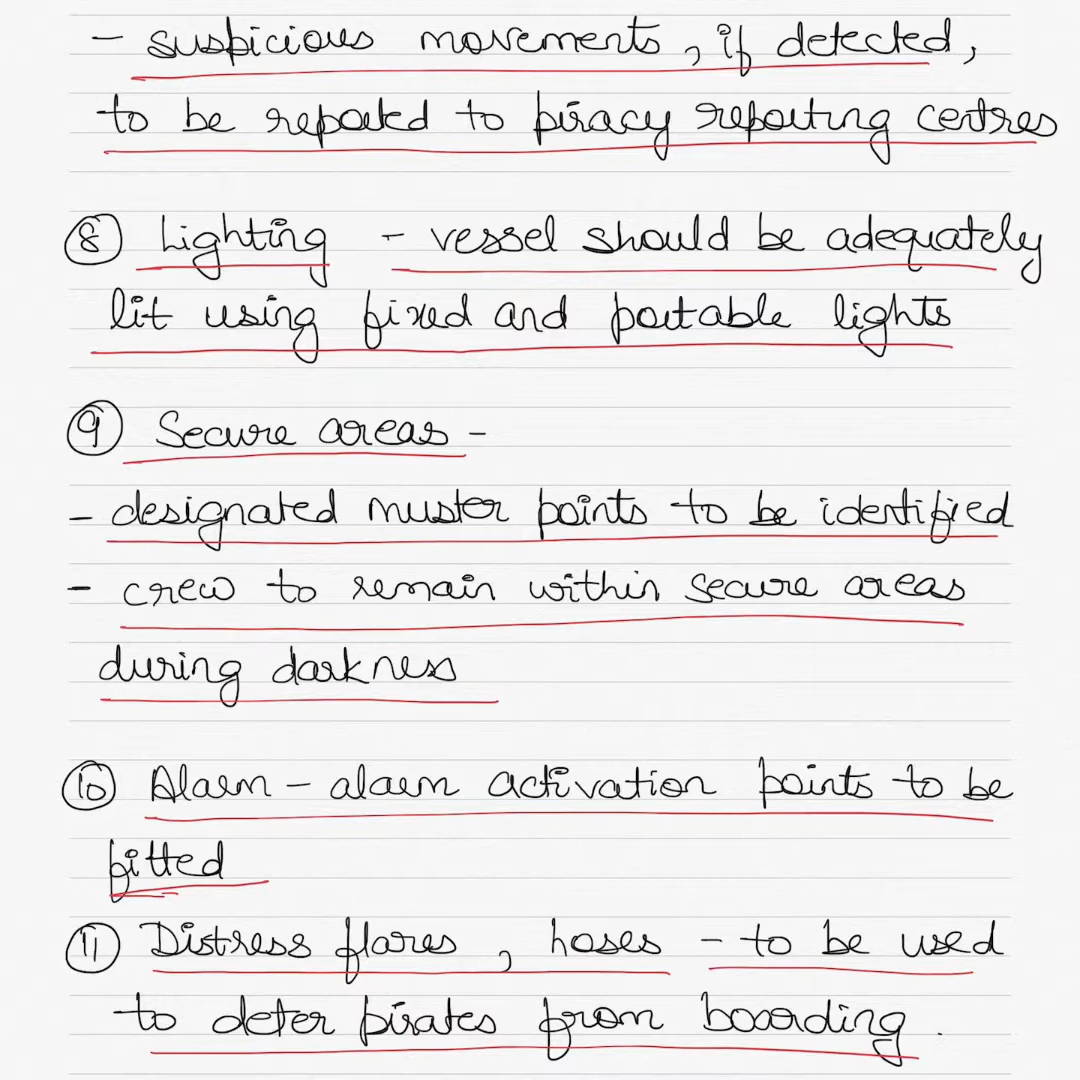 - suspicious movements, if detected,
to be reported to piracy reporting centres
⑧ Lighting - vessel should be adequately
lit using fixed and portable lights
⑨ Secure areas -
- designated muster points to be identified
- crew to remain within secure areas
during darkness
⑩ Alarm - alarm activation points to be
fitted
⑪ Distress flares, hoses - to be used
to deter pirates from boarding.